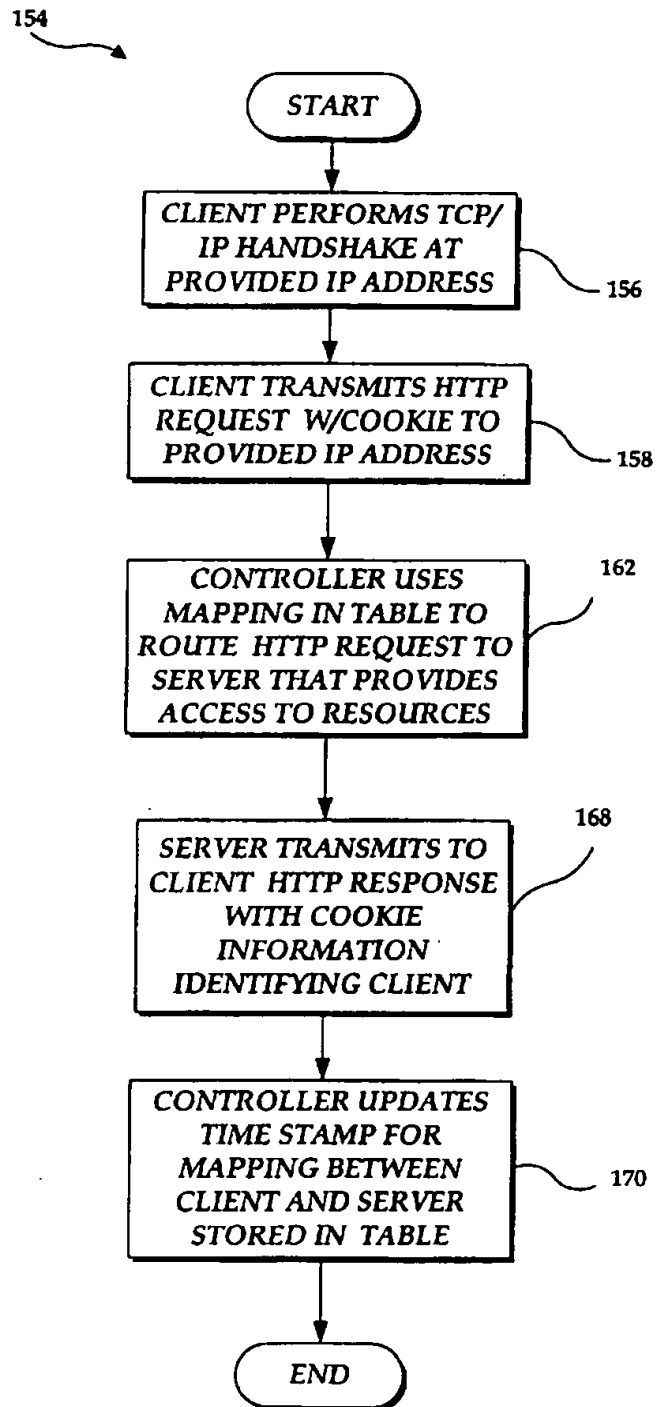 154
START
CLIENT PERFORMS TCP/
IP HANDSHAKE AT
PROVIDED IP ADDRESS
156
CLIENT TRANSMITS HTTP
REQUEST W/COOKIE TO
PROVIDED IP ADDRESS
158
CONTROLLER USES
MAPPING IN TABLE TO
ROUTE HTTP REQUEST TO
SERVER THAT PROVIDES
ACCESS TO RESOURCES
162
SERVER TRANSMITS TO
CLIENT HTTP RESPONSE
WITH COOKIE
INFORMATION
IDENTIFYING CLIENT
168
CONTROLLER UPDATES
TIME STAMP FOR
MAPPING BETWEEN
CLIENT AND SERVER
STORED IN TABLE
170
END